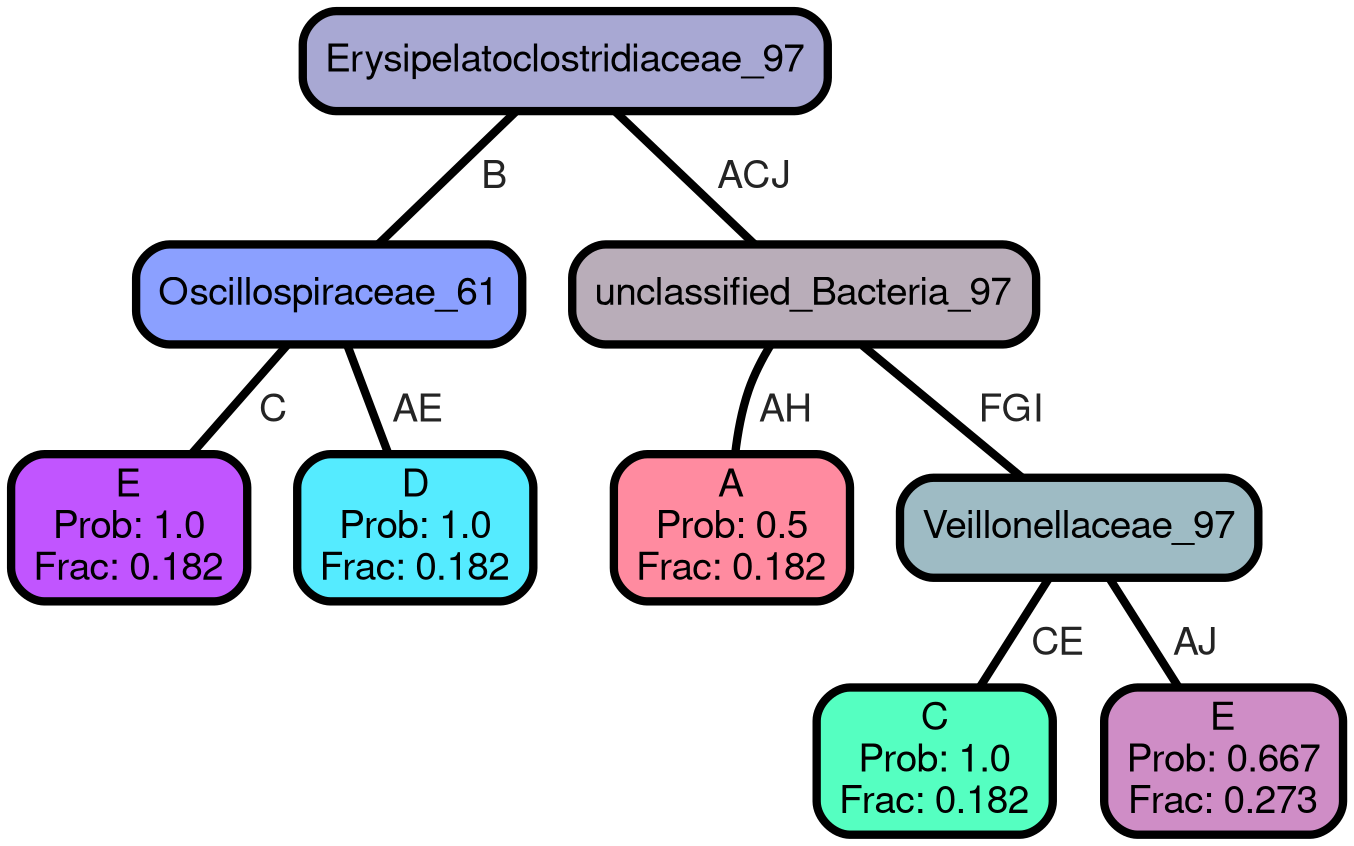 Erysipelatoclostridiaceae_97
B
ACJ
Oscillospiraceae_61
unclassified_Bacteria_97
C
AE
AH
FGI
E
Prob: 1.0
Frac: 0.182
D
Prob: 1.0
Frac: 0.182
A
Prob: 0.5
Frac: 0.182
Veillonellaceae_97
CE
AJ
C
Prob: 1.0
Frac: 0.182
E
Prob: 0.667
Frac: 0.273